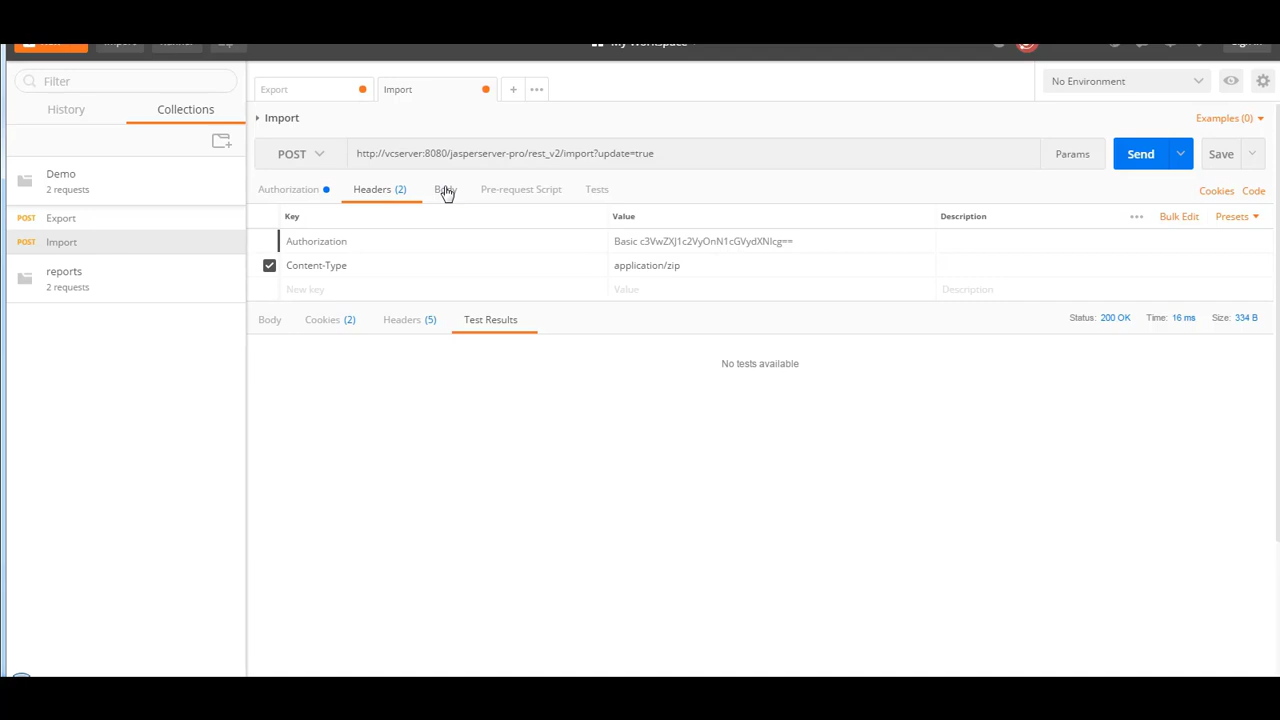 My Workspace
Filter
History
Collections
Demo
2 requests
POST Export
POST Import
reports
2 requests
Export
Import
+
•••
No Environment
Import
Examples (0)
POST
http://vcserver:8080/jasperserver-pro/rest_v2/import?update=true
Params
Send
Save
Authorization
Headers (2)
Pre-request Script
Tests
Cookies
Code
Key
Value
Description
•••
Bulk Edit
Presets
Authorization
Basic c3VwZXJ1c2VyOnN1cGVydXNlcg==
Content-Type
application/zip
New key
Value
Description
Body
Cookies (2)
Headers (5)
Test Results
Status: 200 OK
Time: 16 ms
Size: 334 B
No tests available